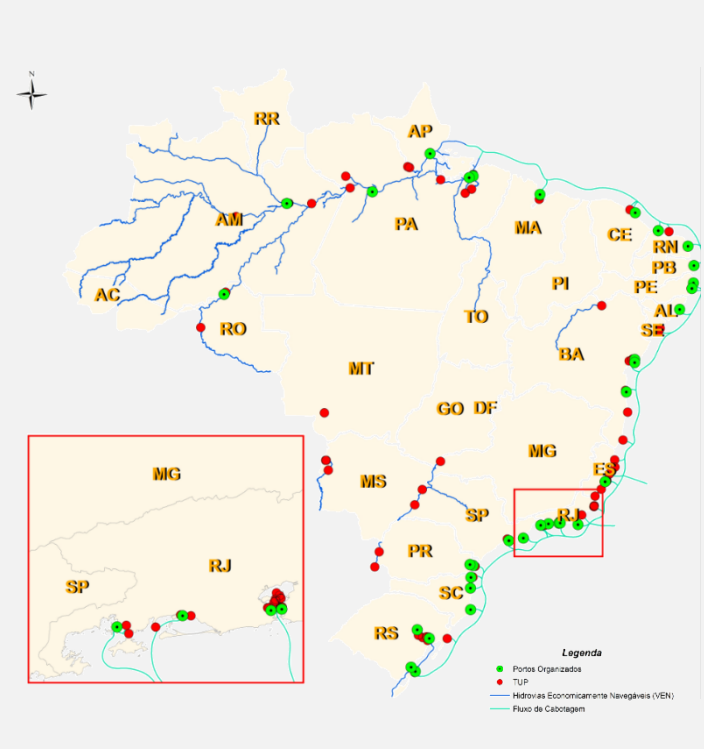 N
RR
AP
AM
PA
MA
CE
RN
PB
PE
PI
AL
AC
TO
SE
RO
BA
MT
GO DF
MG
ES
MS
SP
RJ
PR
SC
RS
MG
RJ
SP
Legenda
Portos Organizados
TUP
Hidrovias Economicamente Navegáveis (VEN)
Fluxo de Cabotagem